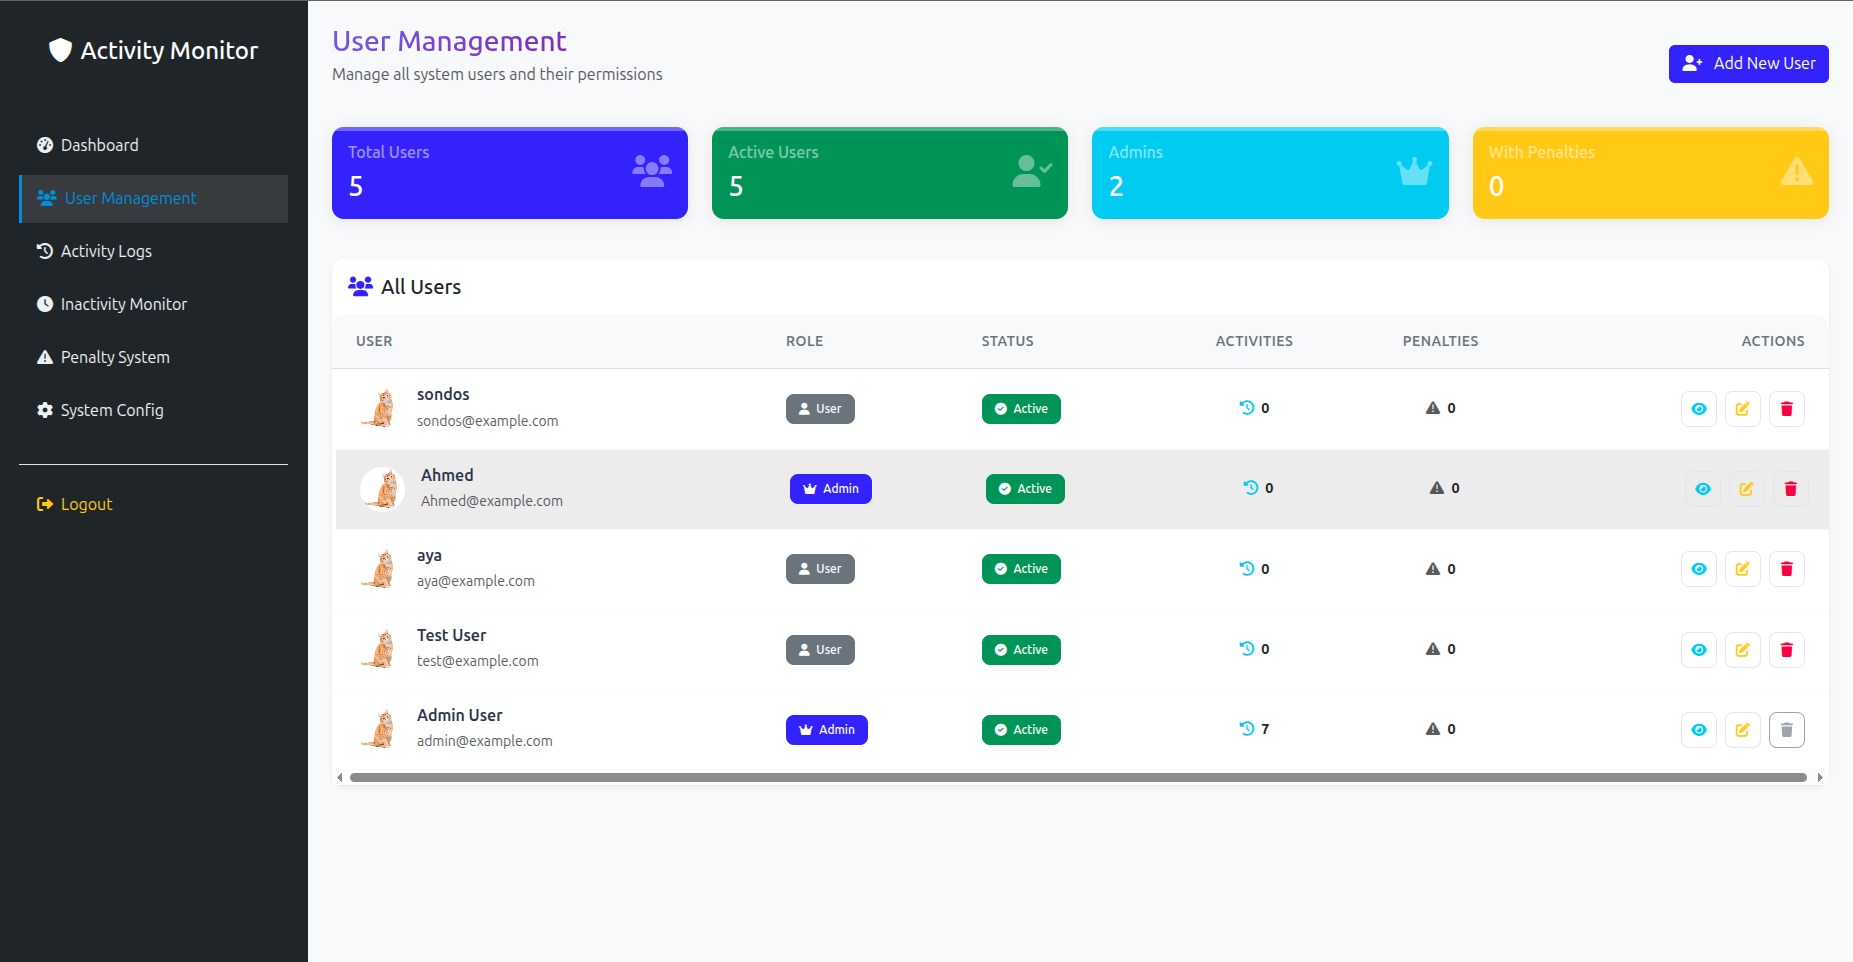 Activity Monitor
Dashboard
User Management
Activity Logs
Inactivity Monitor
Penalty System
System Config
Logout
User Management
Manage all system users and their permissions
Add New User
Total Users
5
Active Users
5
Admins
2
With Penalties
0
All Users
USER ROLE STATUS ACTIVITIES PENALTIES ACTIONS
sondos
sondos@example.com
User Active 0 0
Ahmed
Ahmed@example.com
Admin Active 0 0
aya
aya@example.com
User Active 0 0
Test User
test@example.com
User Active 0 0
Admin User
admin@example.com
Admin Active 7 0